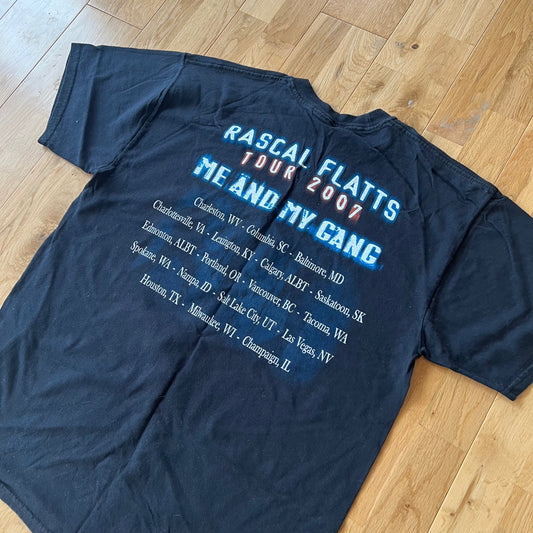 RASCAL FLATTS
TOUR 2007
ME AND MY GANG
Charleston, WV - Columbia, SC - Baltimore, MD
Charlottesville, VA - Lexington, KY - Calgary, ALBT - Saskatoon, SK
Edmonton, ALBT - Portland, OR - Vancouver, BC - Tacoma, WA
Spokane, WA - Nampa, ID - Salt Lake City, UT - Las Vegas, NV
Houston, TX - Milwaukee, WI - Champaign, IL